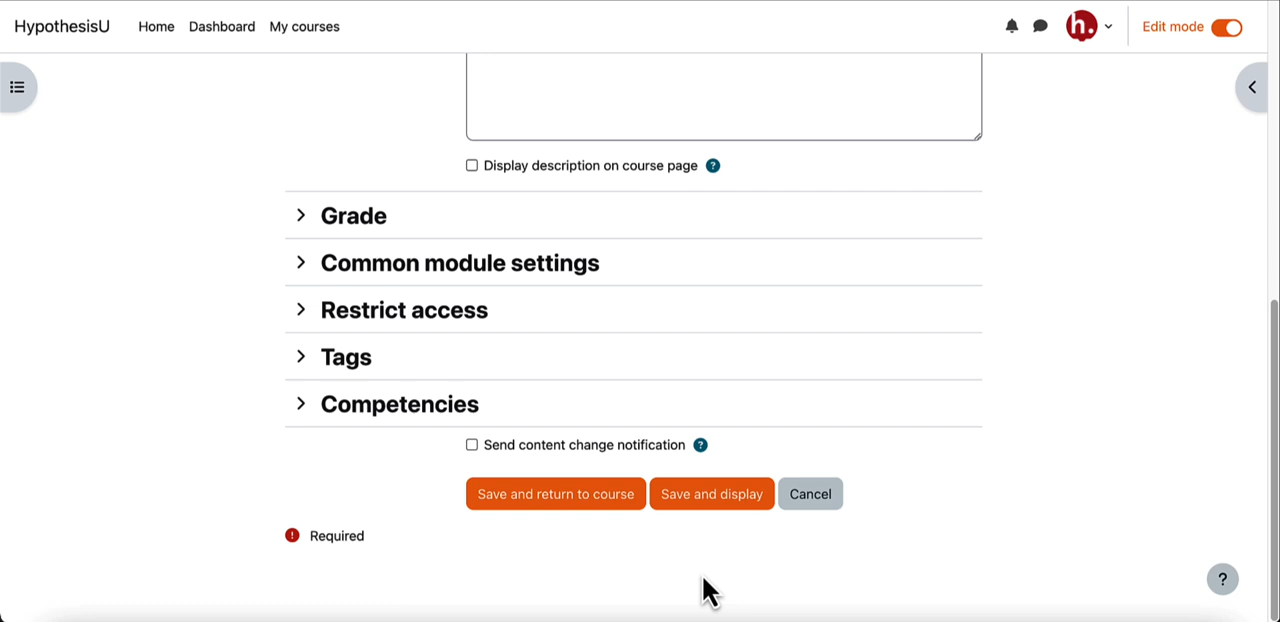 HypothesisU Home Dashboard My courses h. Edit mode
Display description on course page ?
Grade
Common module settings
Restrict access
Tags
Competencies
Send content change notification ?
Save and return to course Save and display Cancel
! Required
?